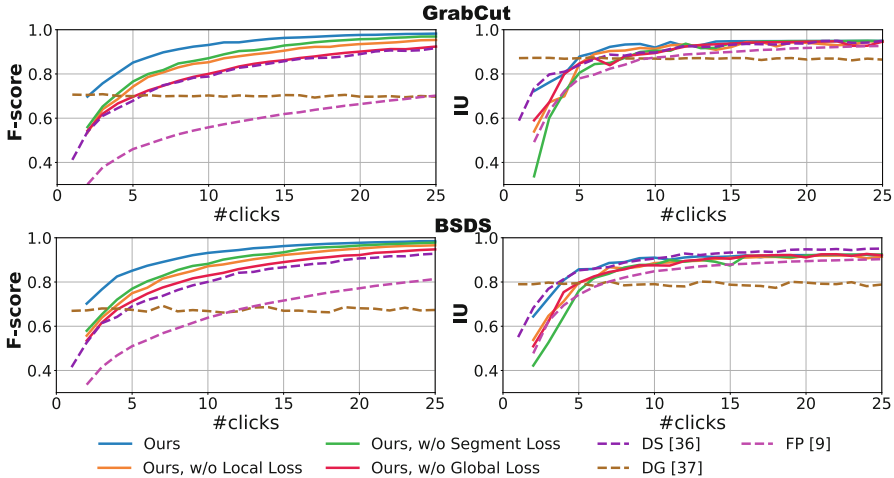 GrabCut
F-score
1.0
0.8
0.6
0.4
0 5 10 15 20 25
#clicks
IU
1.0
0.8
0.6
0.4
0 5 10 15 20 25
#clicks
BSDS
F-score
1.0
0.8
0.6
0.4
0 5 10 15 20 25
#clicks
IU
1.0
0.8
0.6
0.4
0 5 10 15 20 25
#clicks
Ours Ours, w/o Segment Loss DS [36] FP [9]
Ours, w/o Local Loss Ours, w/o Global Loss DG [37]